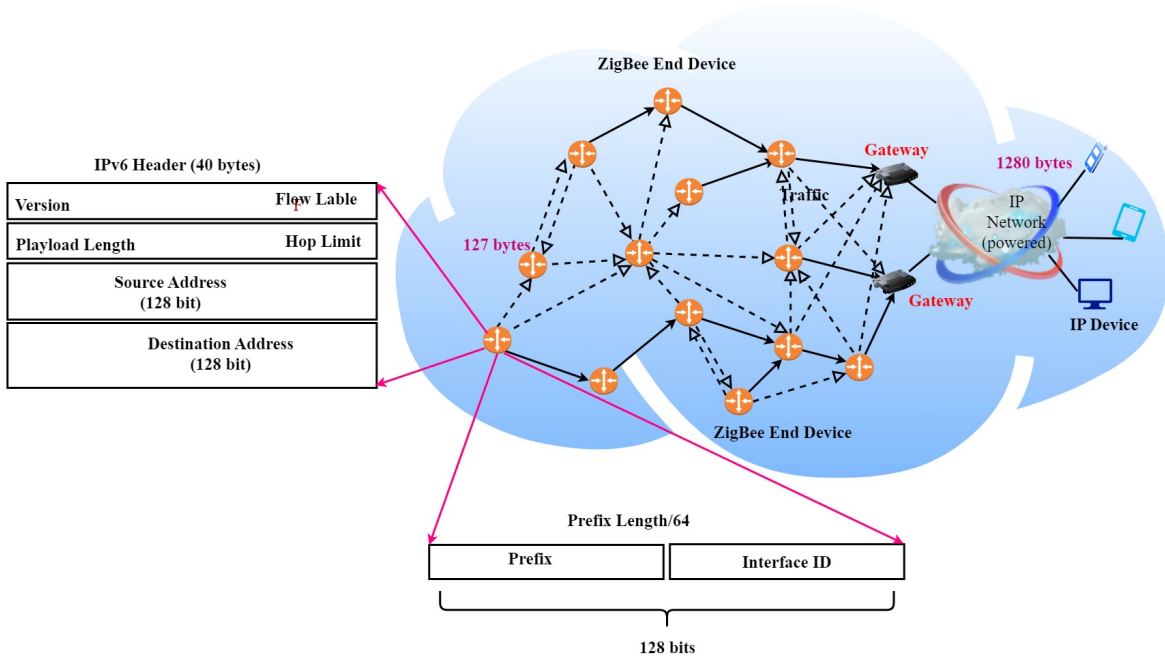 ZigBee End Device
IPv6 Header (40 bytes)
Version
Flow Lable
r
Playload Length
Hop Limit
Source Address
(128 bit)
Destination Address
(128 bit)
127 bytes
Traffic
Gateway
Gateway
1280 bytes
IP
Network
(powered)
IP Device
ZigBee End Device
Prefix Length/64
Prefix
Interface ID
128 bits